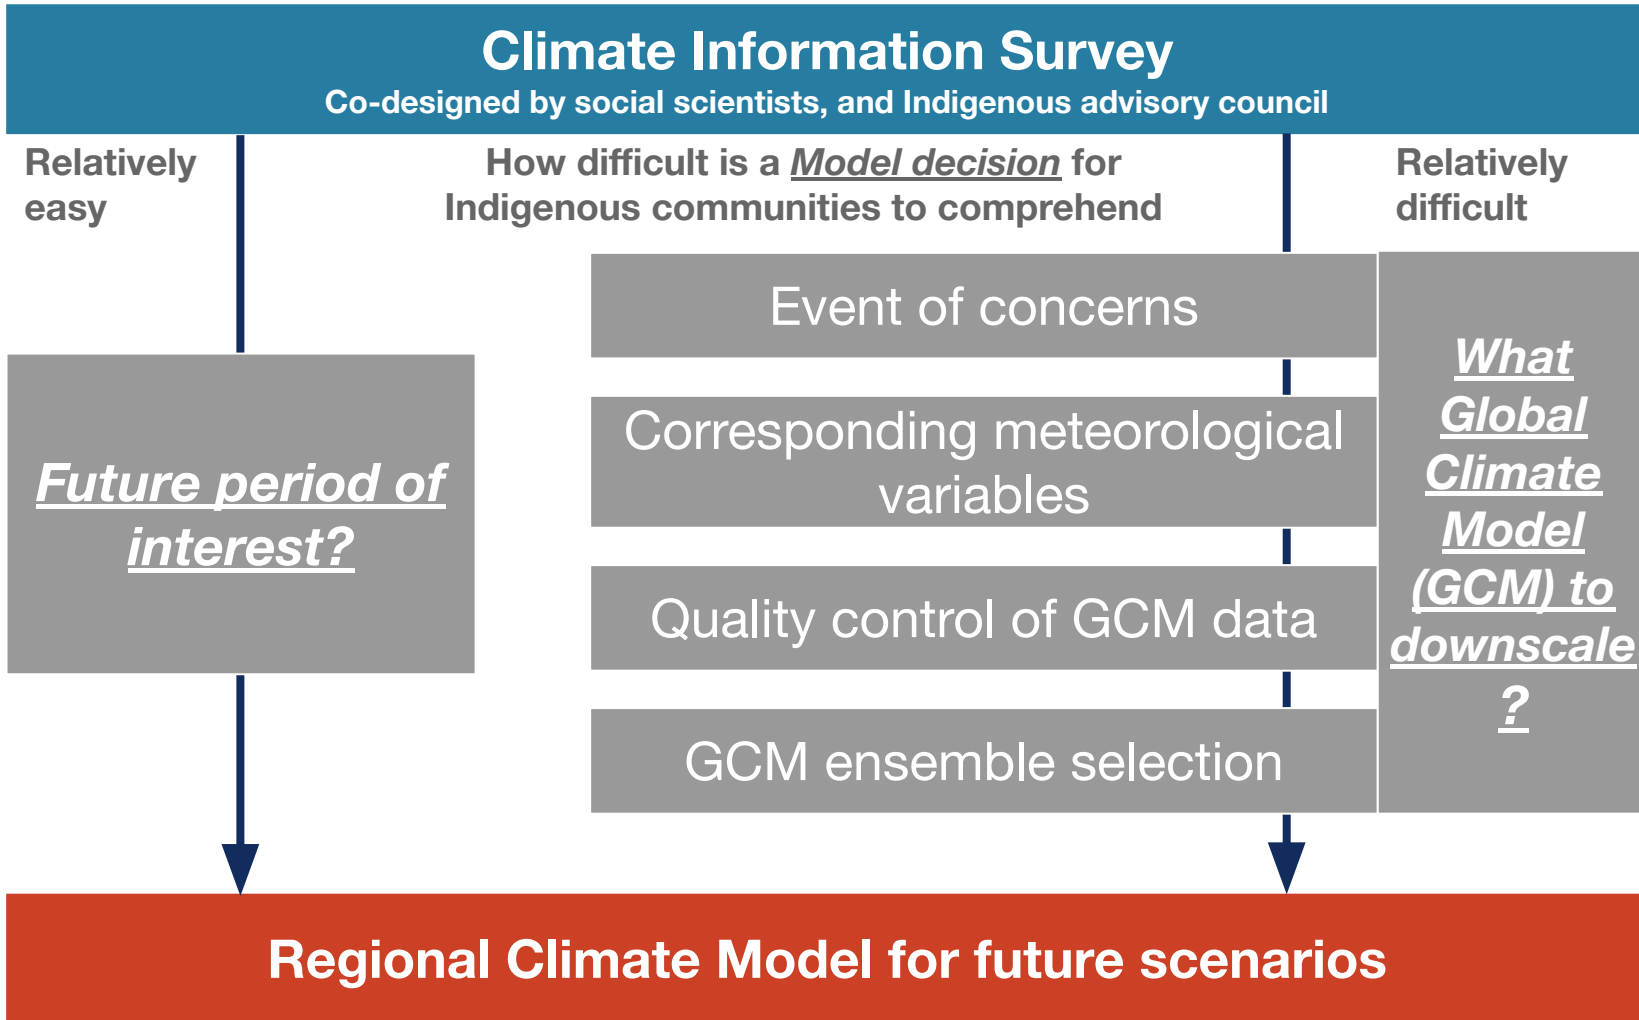 Climate Information Survey
Co-designed by social scientists, and Indigenous advisory council
Relatively
easy
How difficult is a Model decision for
Indigenous communities to comprehend
Relatively
difficult
Future period of
interest?
Event of concerns
Corresponding meteorological
variables
Quality control of GCM data
GCM ensemble selection
What
Global
Climate
Model
(GCM) to
downscale
?
Regional Climate Model for future scenarios